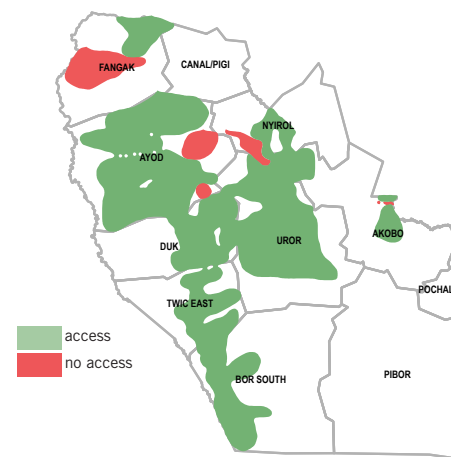 FANGAK
CANAL/PIGI
NYIROL
AYOD
AKOBO
DUK
UROR
POCHAL
TWIC EAST
access
no access
BOR SOUTH
PIBOR